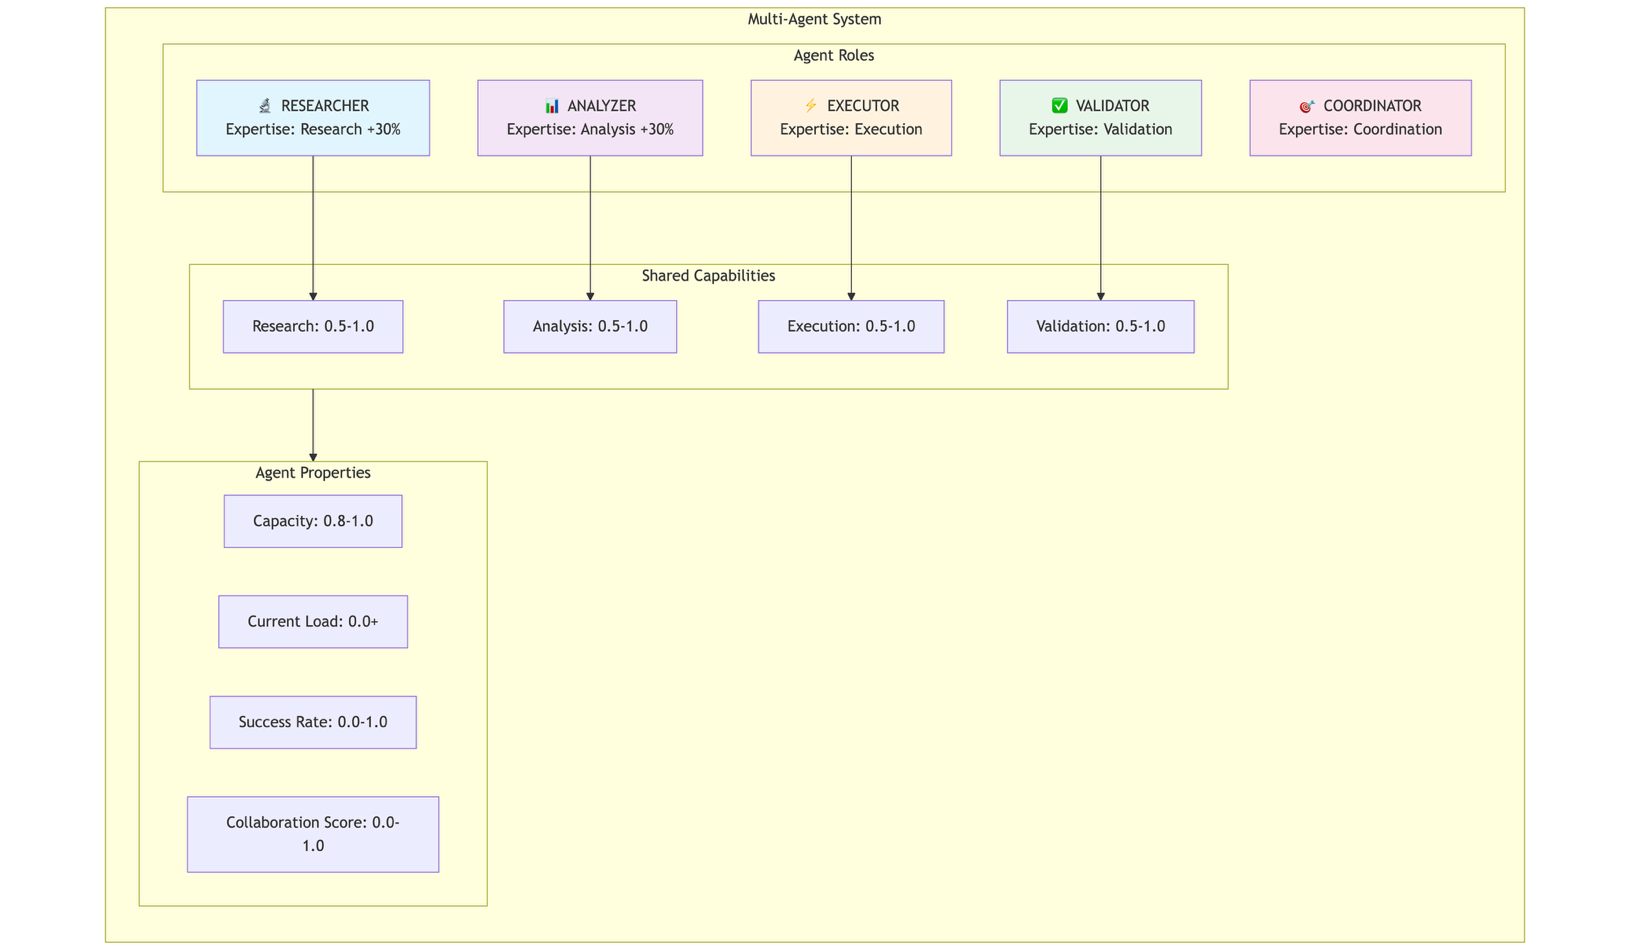 Multi-Agent System
Agent Roles
🔬 RESEARCHER
Expertise: Research +30%
📊 ANALYZER
Expertise: Analysis +30%
⚡ EXECUTOR
Expertise: Execution
✅ VALIDATOR
Expertise: Validation
🎯 COORDINATOR
Expertise: Coordination
Shared Capabilities
Research: 0.5-1.0
Analysis: 0.5-1.0
Execution: 0.5-1.0
Validation: 0.5-1.0
Agent Properties
Capacity: 0.8-1.0
Current Load: 0.0+
Success Rate: 0.0-1.0
Collaboration Score: 0.0-
1.0